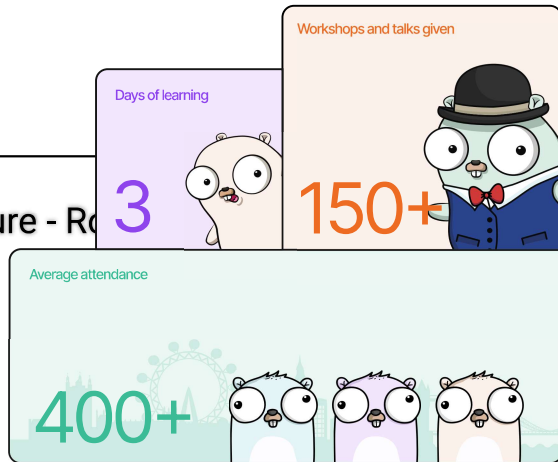 Workshops and talks given
150+
Days of learning
3
ure - Ro
Average attendance
400+